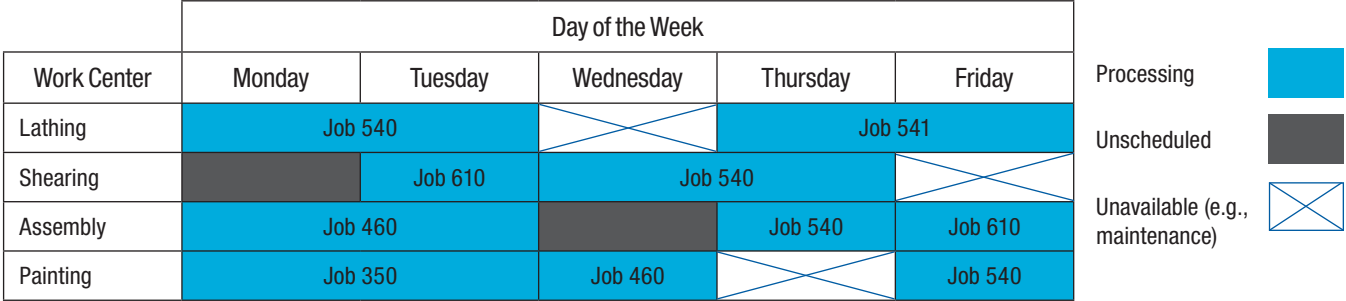 Day of the Week
Work Center Monday Tuesday Wednesday Thursday Friday
Lathing Job 540 Job 541
Shearing Job 610 Job 540
Assembly Job 460 Job 540 Job 610
Painting Job 350 Job 460 Job 540
Processing
Unscheduled
Unavailable (e.g.,
maintenance)